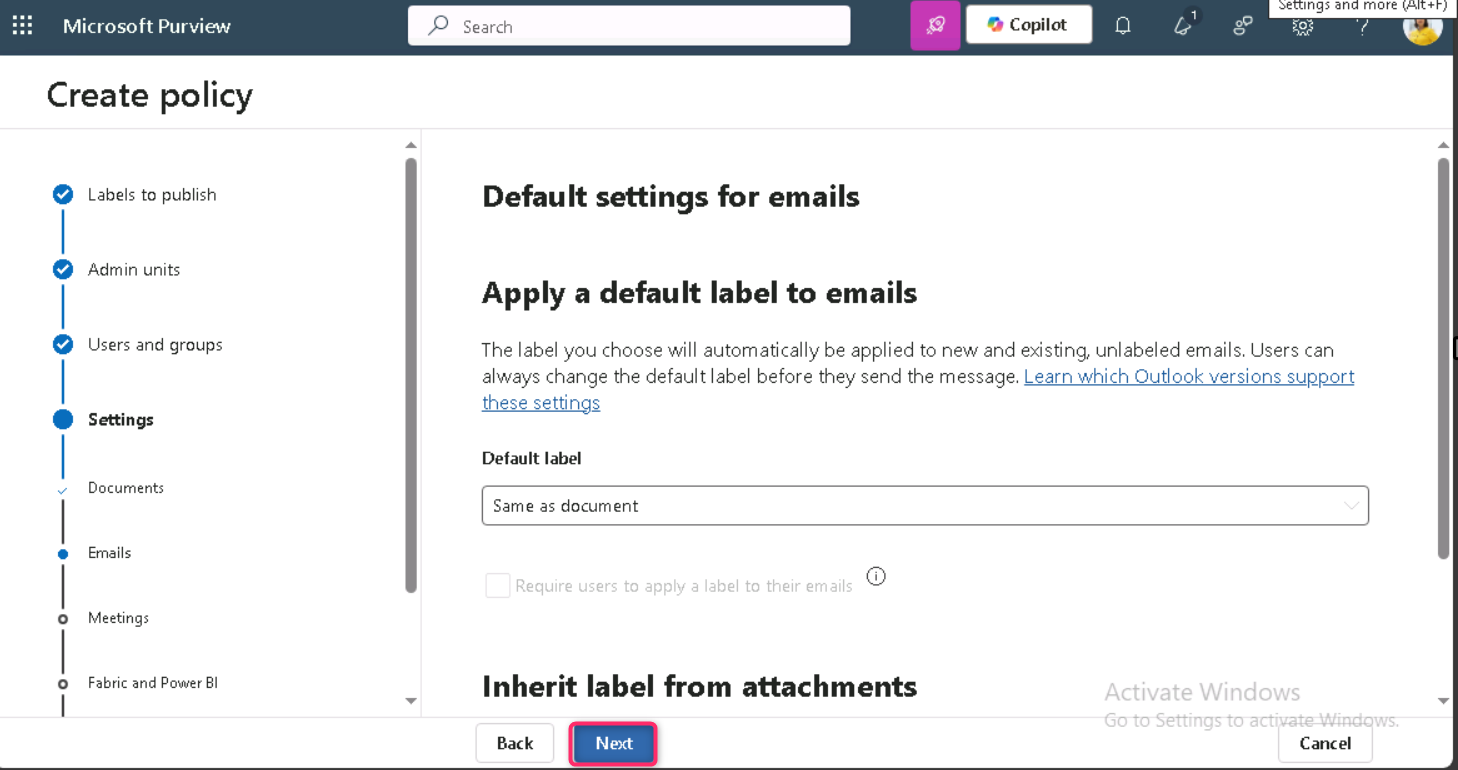 Settings and more (Alt+F)
Microsoft Purview
Search
Copilot
1
Create policy
Labels to publish
Admin units
Users and groups
Settings
Documents
Emails
Meetings
Fabric and Power BI
Default settings for emails
Apply a default label to emails
The label you choose will automatically be applied to new and existing, unlabeled emails. Users can
always change the default label before they send the message. Learn which Outlook versions support
these settings
Default label
Same as document
Require users to apply a label to their emails
Inherit label from attachments
Activate Windows
Go to Settings to activate Windows.
Back
Next
Cancel